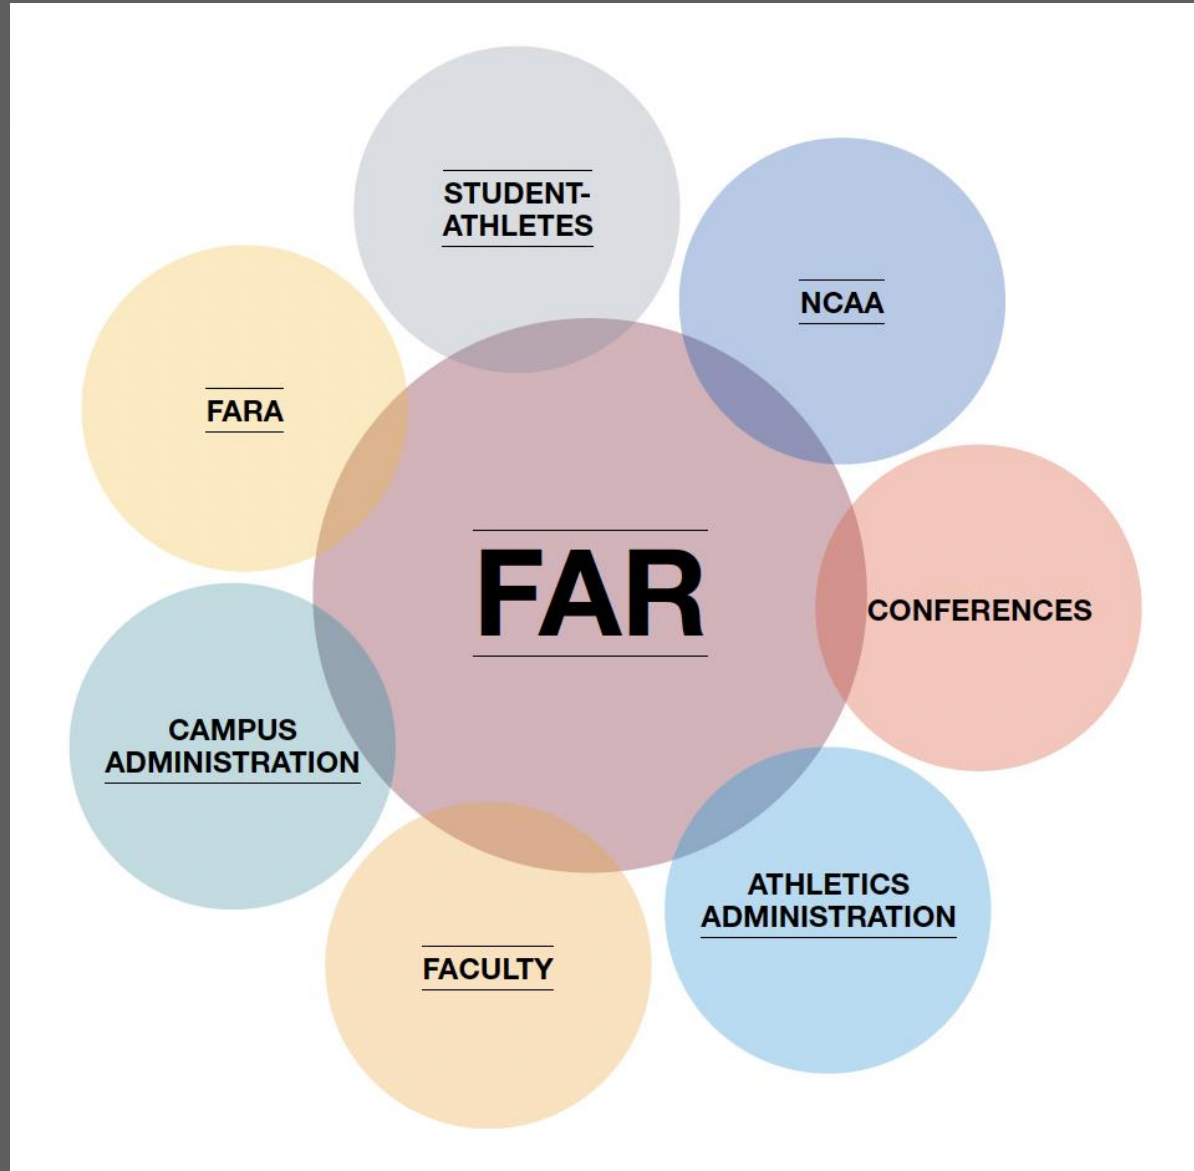 STUDENT-
ATHLETES
NCAA
FARA
FAR
CONFERENCES
CAMPUS
ADMINISTRATION
ATHLETICS
ADMINISTRATION
FACULTY